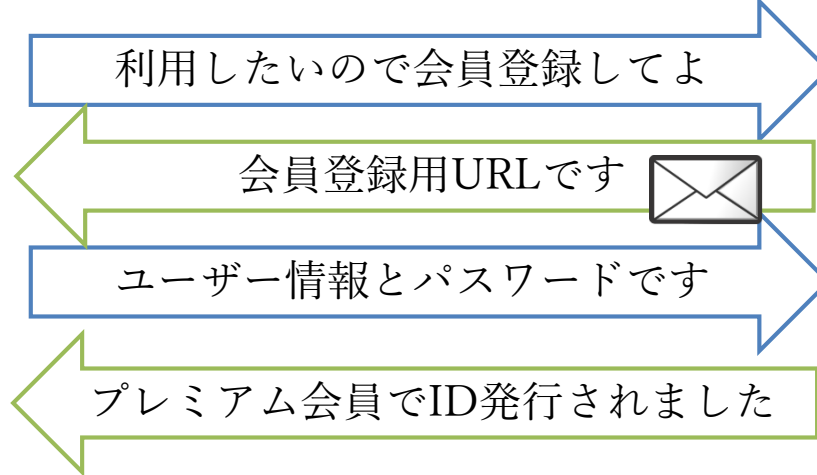 利用したいので会員登録してよ
会員登録用URLです
ユーザー情報とパスワードです
プレミアム会員でID発行されました